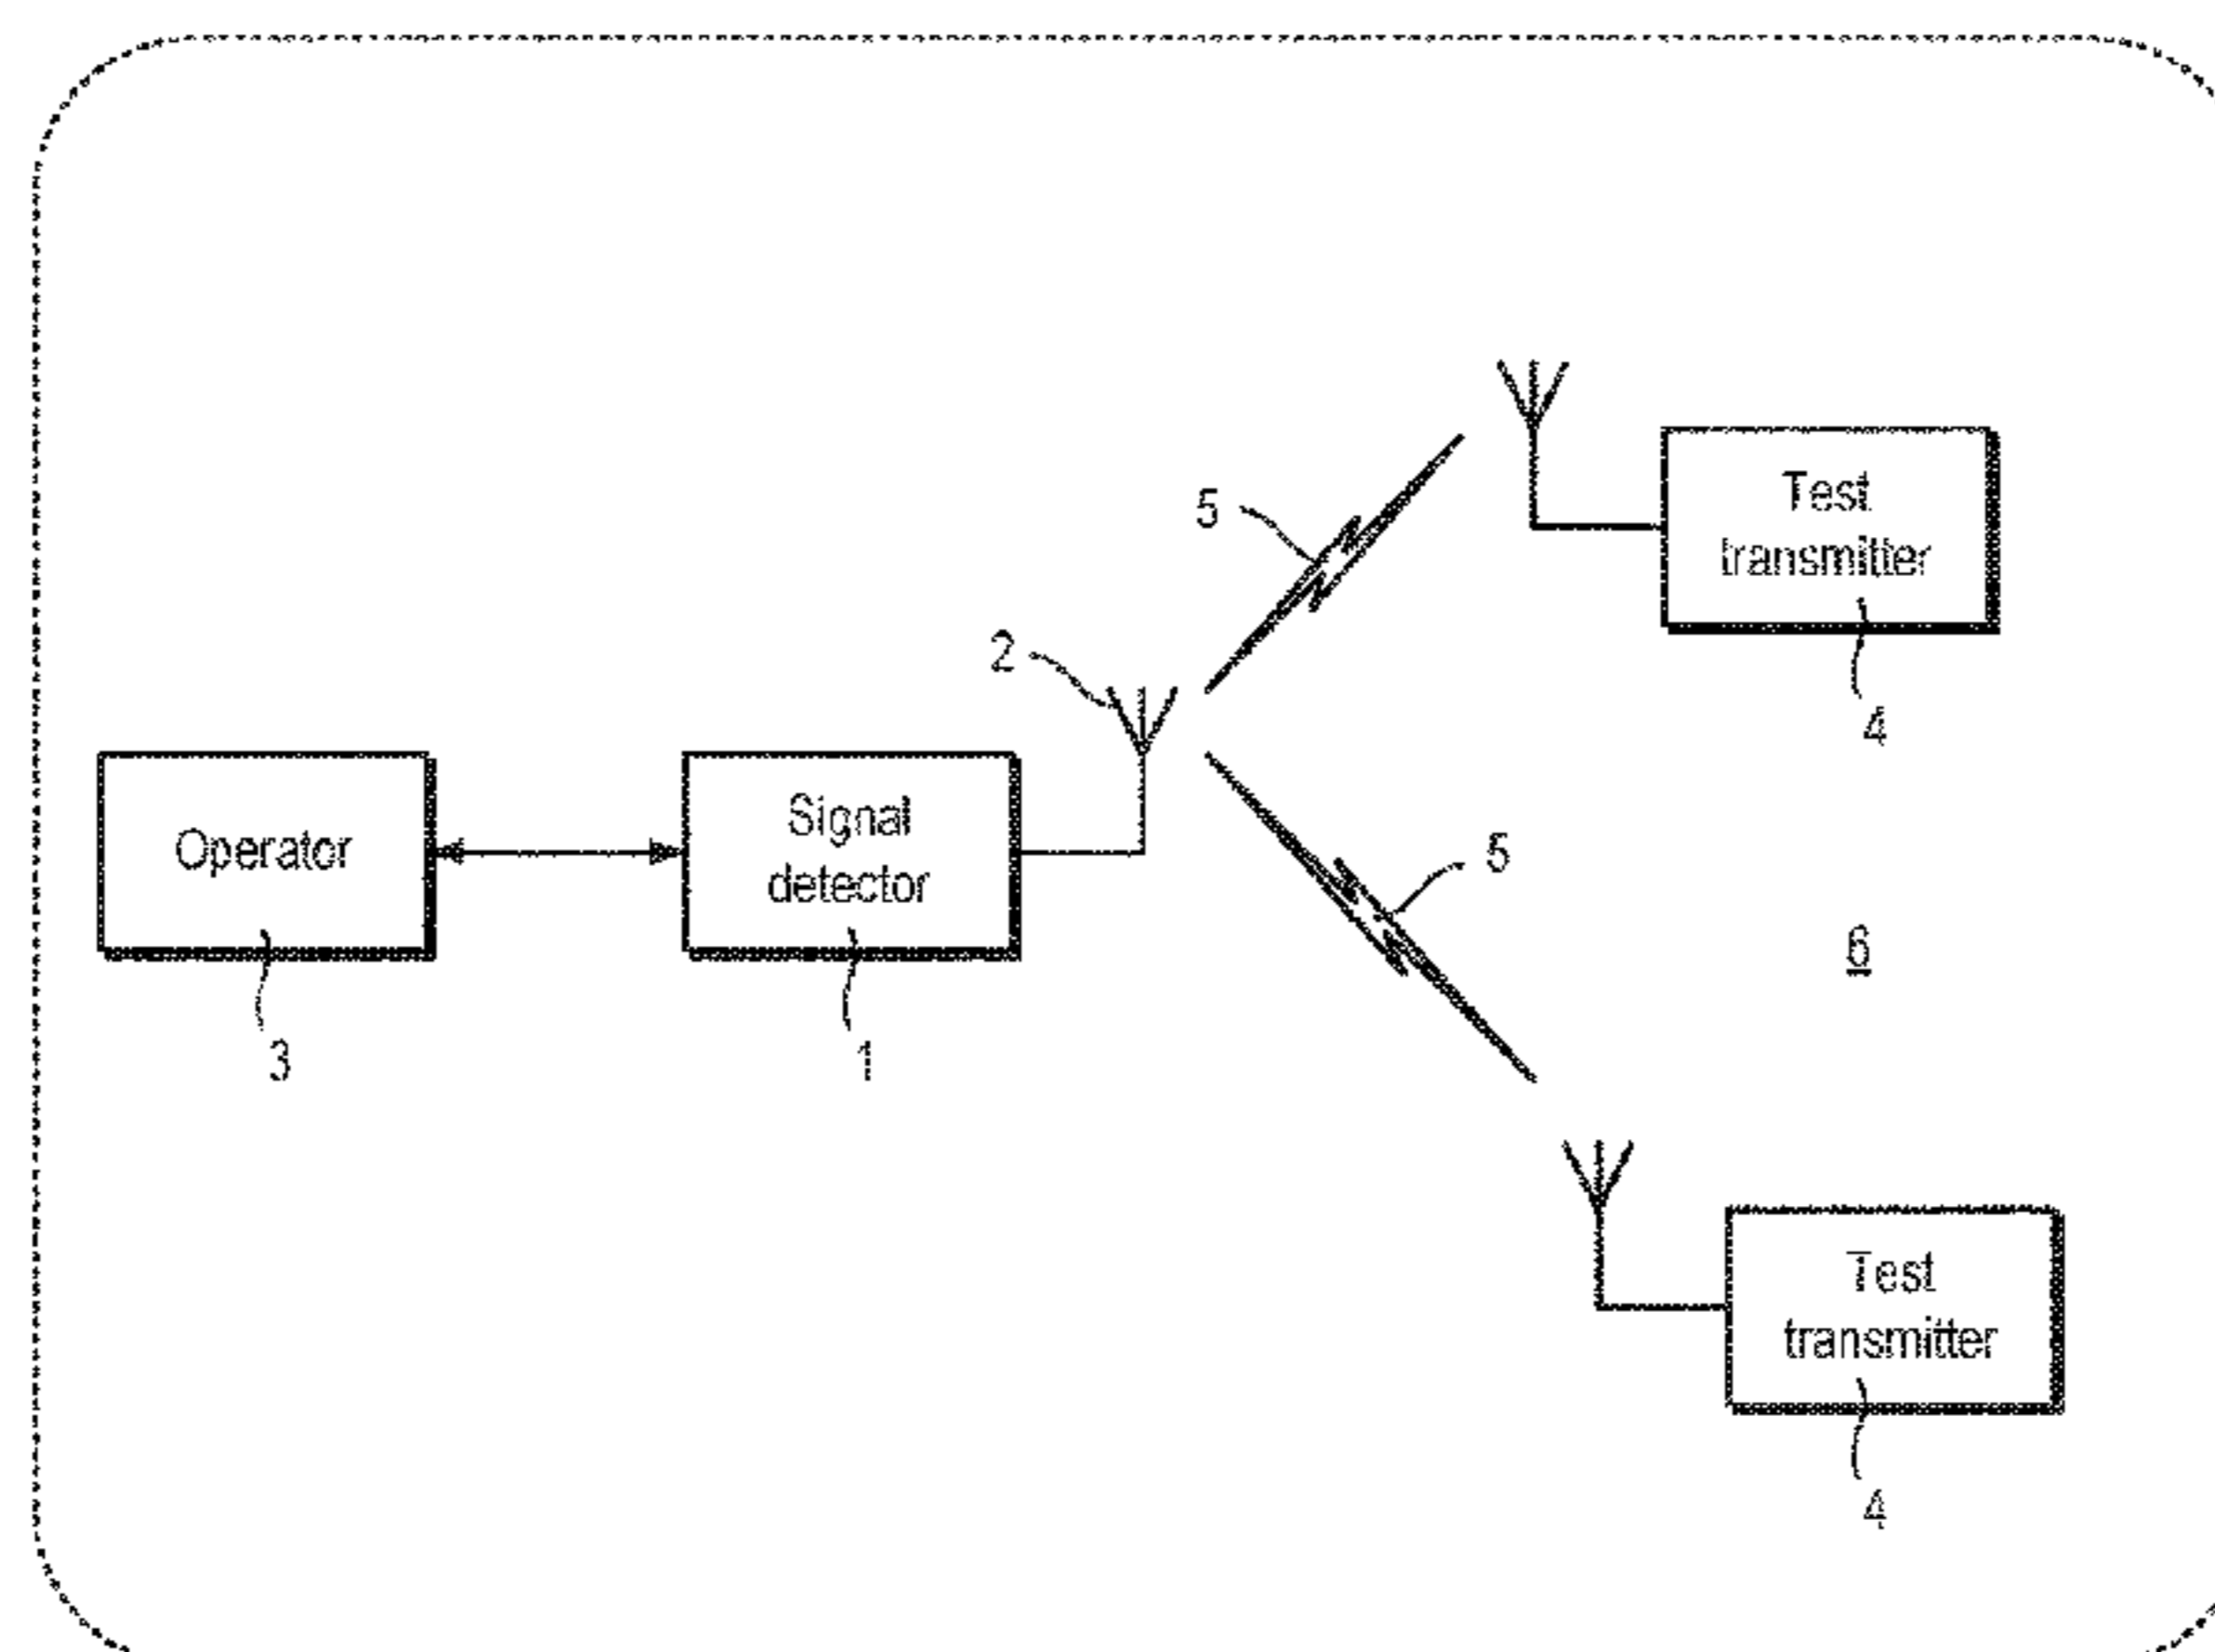 Test
transmitter
5
2
4
Operator
Signal
detector
5
6
3
1
Test
transmitter
4